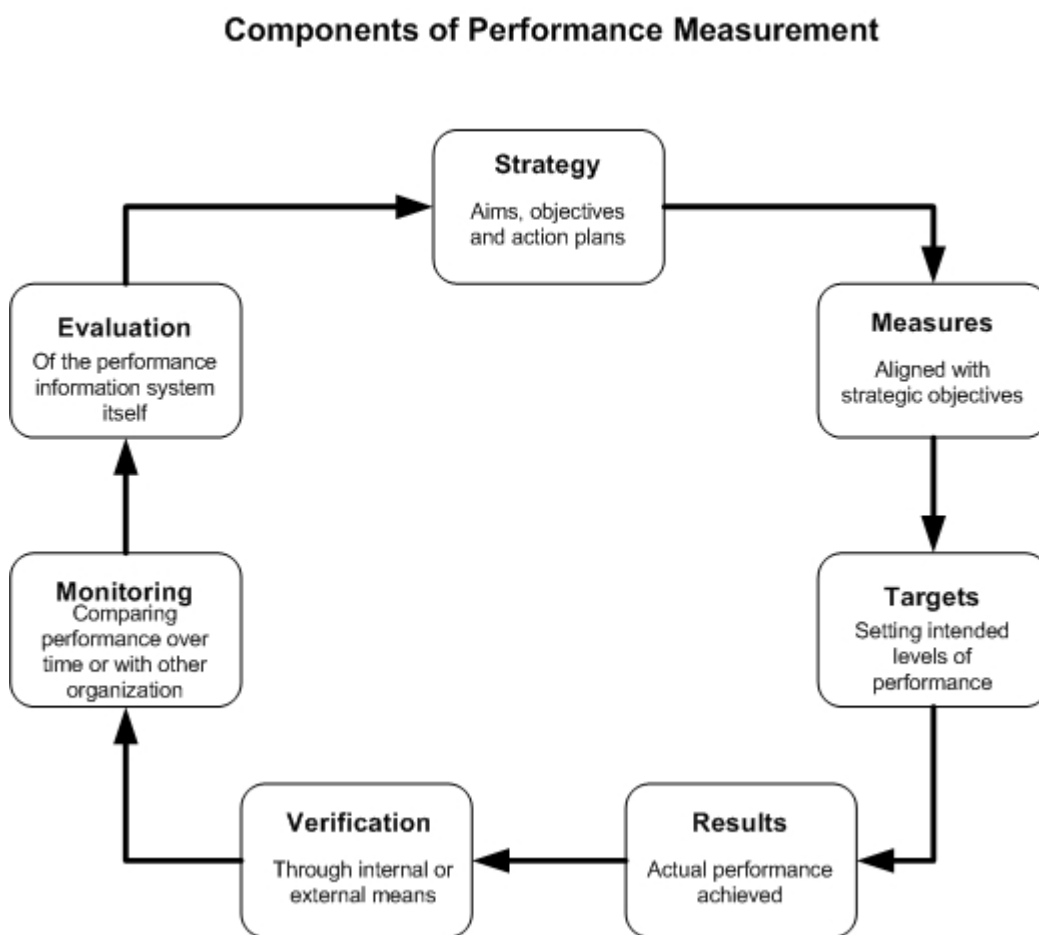 Components of Performance Measurement
Strategy
Aims, objectives
and action plans
Measures
Aligned with
strategic objectives
Targets
Setting intended
levels of
performance
Results
Actual performance
achieved
Verification
Through internal or
external means
Monitoring
Comparing
performance over
time or with other
organization
Evaluation
Of the performance
information system
itself